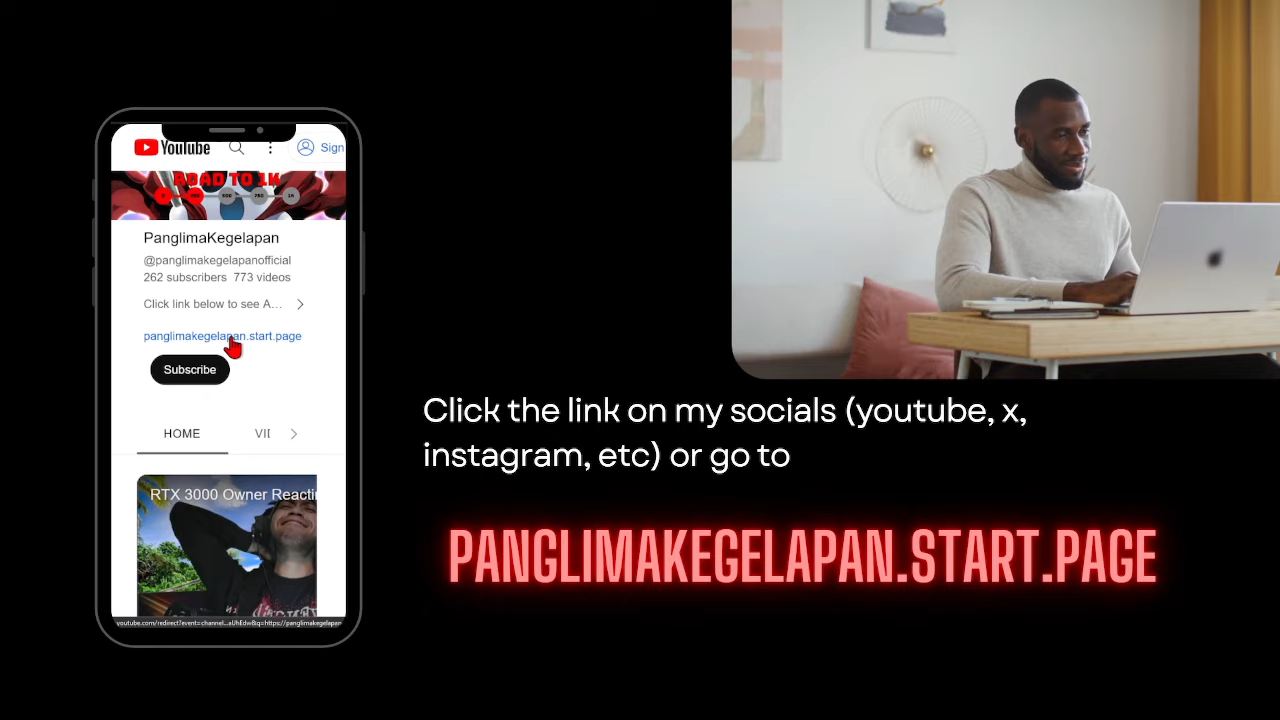 YouTube
Sign
ROAD TO 1K
PanglimaKegelapan
@panglimakegelapanofficial
262 subscribers 773 videos
Click link below to see A...
panglimakegelapan.start.page
Subscribe
HOME
RTX 3000 Owner Reactin
Click the link on my socials (youtube, x,
instagram, etc) or go to
PANGLIMAKEGELAPAN.START.PAGE